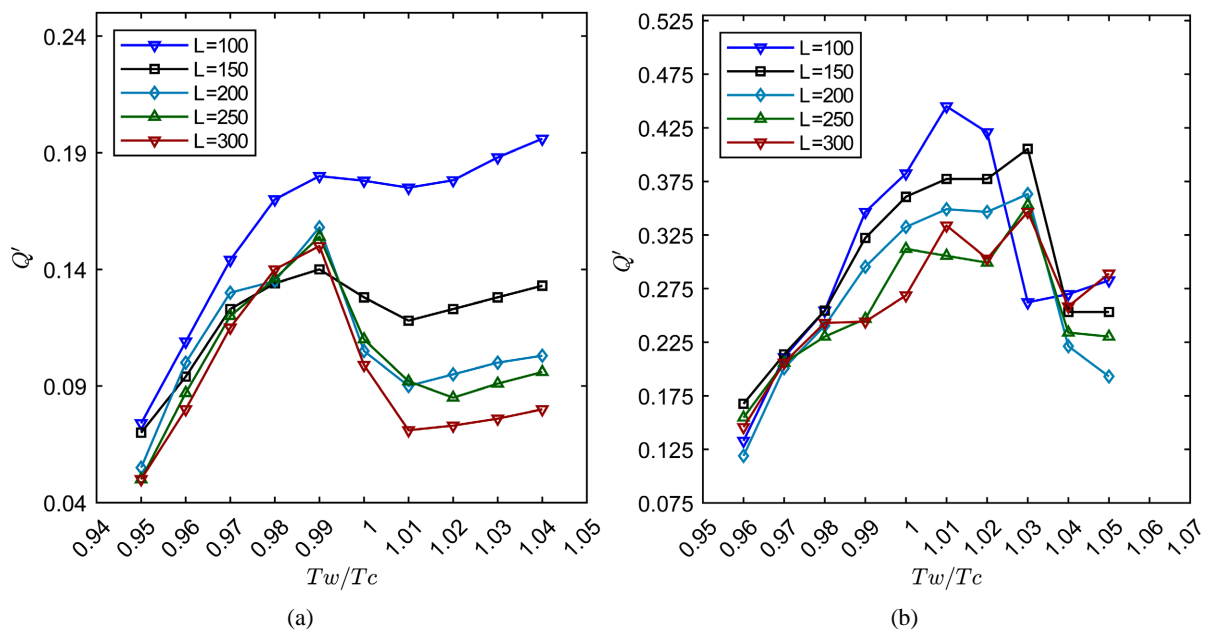 0.24
0.19
0.14
0.09
0.04
Q′
L=100
L=150
L=200
L=250
L=300
0.94 0.95 0.96 0.97 0.98 0.99 1 1.01 1.02 1.03 1.04 1.05
Tw/Tc
(a)
0.525
0.475
0.425
0.375
0.325
0.275
0.225
0.175
0.125
0.075
Q′
L=100
L=150
L=200
L=250
L=300
0.95 0.96 0.97 0.98 0.99 1 1.01 1.02 1.03 1.04 1.05 1.06 1.07
Tw/Tc
(b)